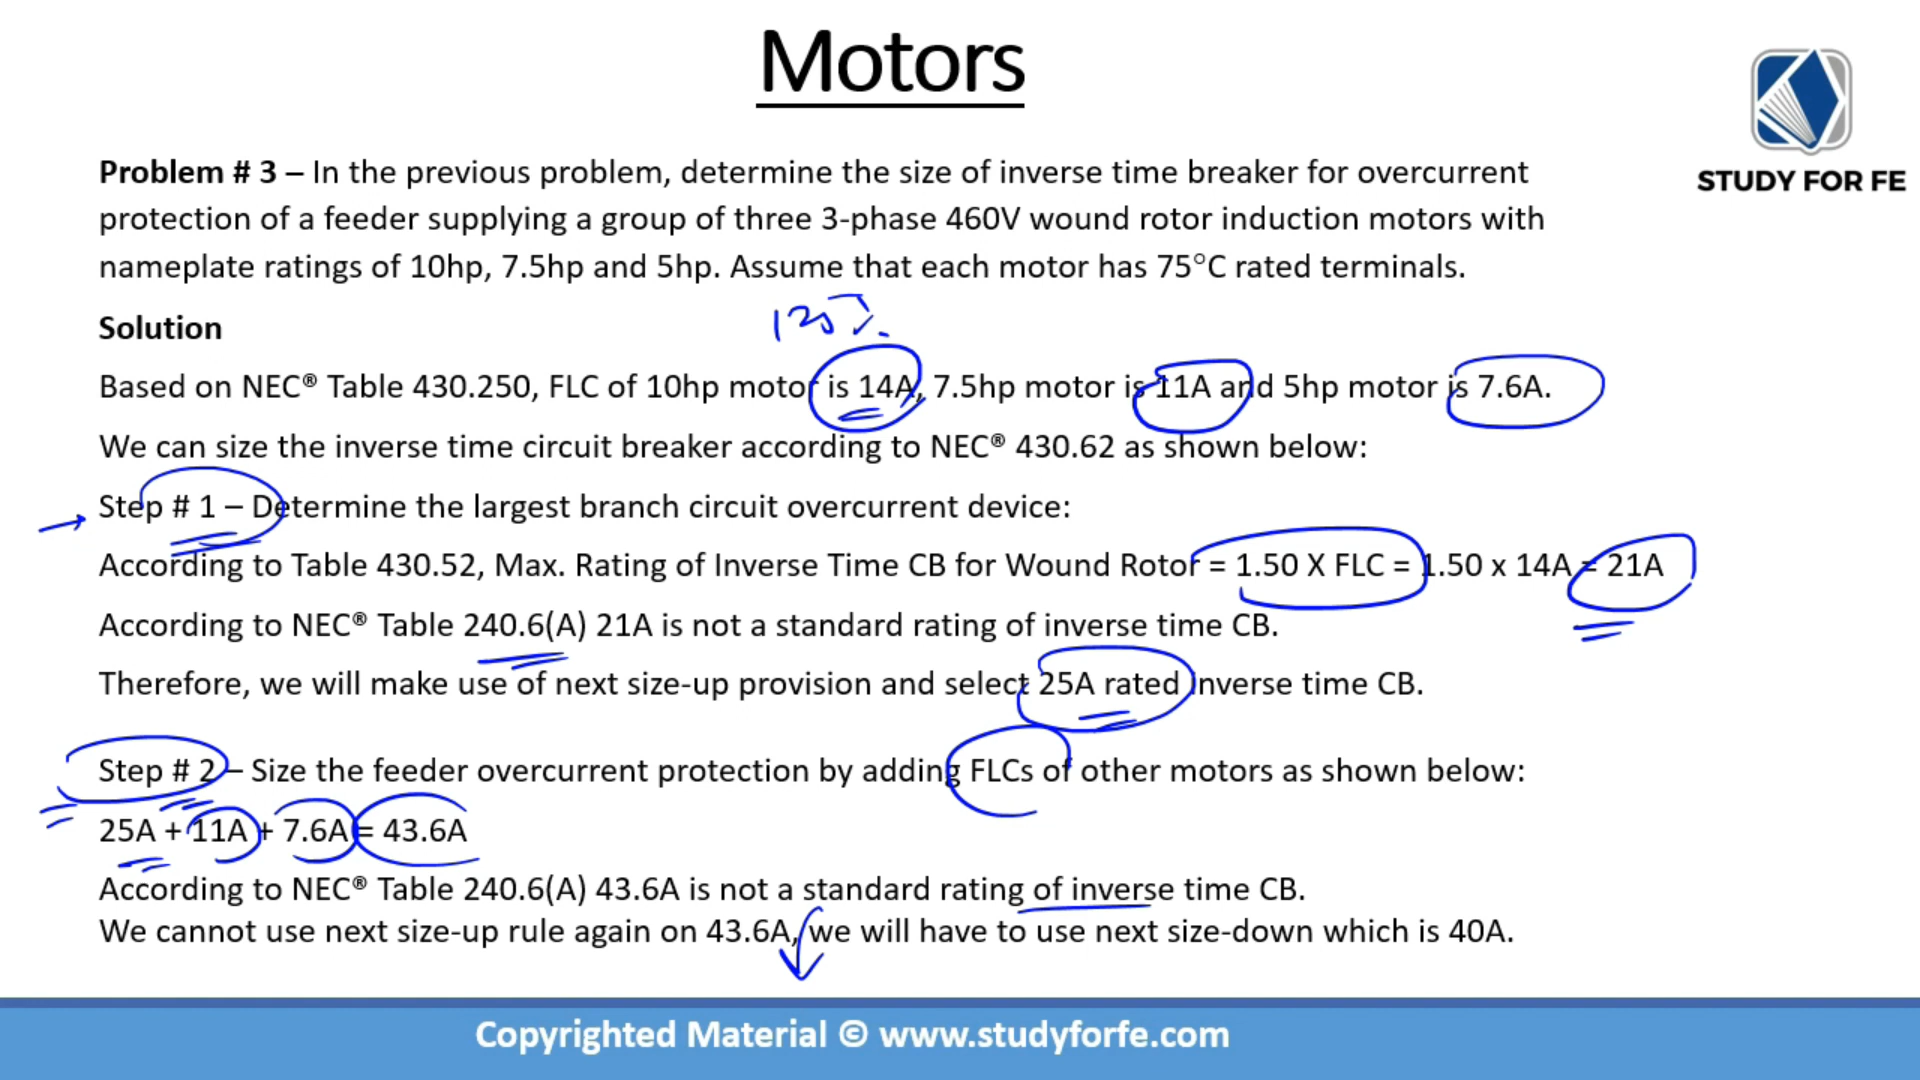 Motors
STUDY FOR FE
Problem # 3 – In the previous problem, determine the size of inverse time breaker for overcurrent
protection of a feeder supplying a group of three 3-phase 460V wound rotor induction motors with
nameplate ratings of 10hp, 7.5hp and 5hp. Assume that each motor has 75°C rated terminals.
Solution
Based on NEC® Table 430.250, FLC of 10hp motor is 14A, 7.5hp motor is 11A and 5hp motor is 7.6A.
We can size the inverse time circuit breaker according to NEC® 430.62 as shown below:
Step # 1 – Determine the largest branch circuit overcurrent device:
According to Table 430.52, Max. Rating of Inverse Time CB for Wound Rotor = 1.50 X FLC = 1.50 x 14A = 21A
According to NEC® Table 240.6(A) 21A is not a standard rating of inverse time CB.
Therefore, we will make use of next size-up provision and select 25A rated inverse time CB.
Step # 2 – Size the feeder overcurrent protection by adding FLCs of other motors as shown below:
25A + 11A + 7.6A = 43.6A
According to NEC® Table 240.6(A) 43.6A is not a standard rating of inverse time CB.
We cannot use next size-up rule again on 43.6A, we will have to use next size-down which is 40A.
Copyrighted Material © www.studyforfe.com